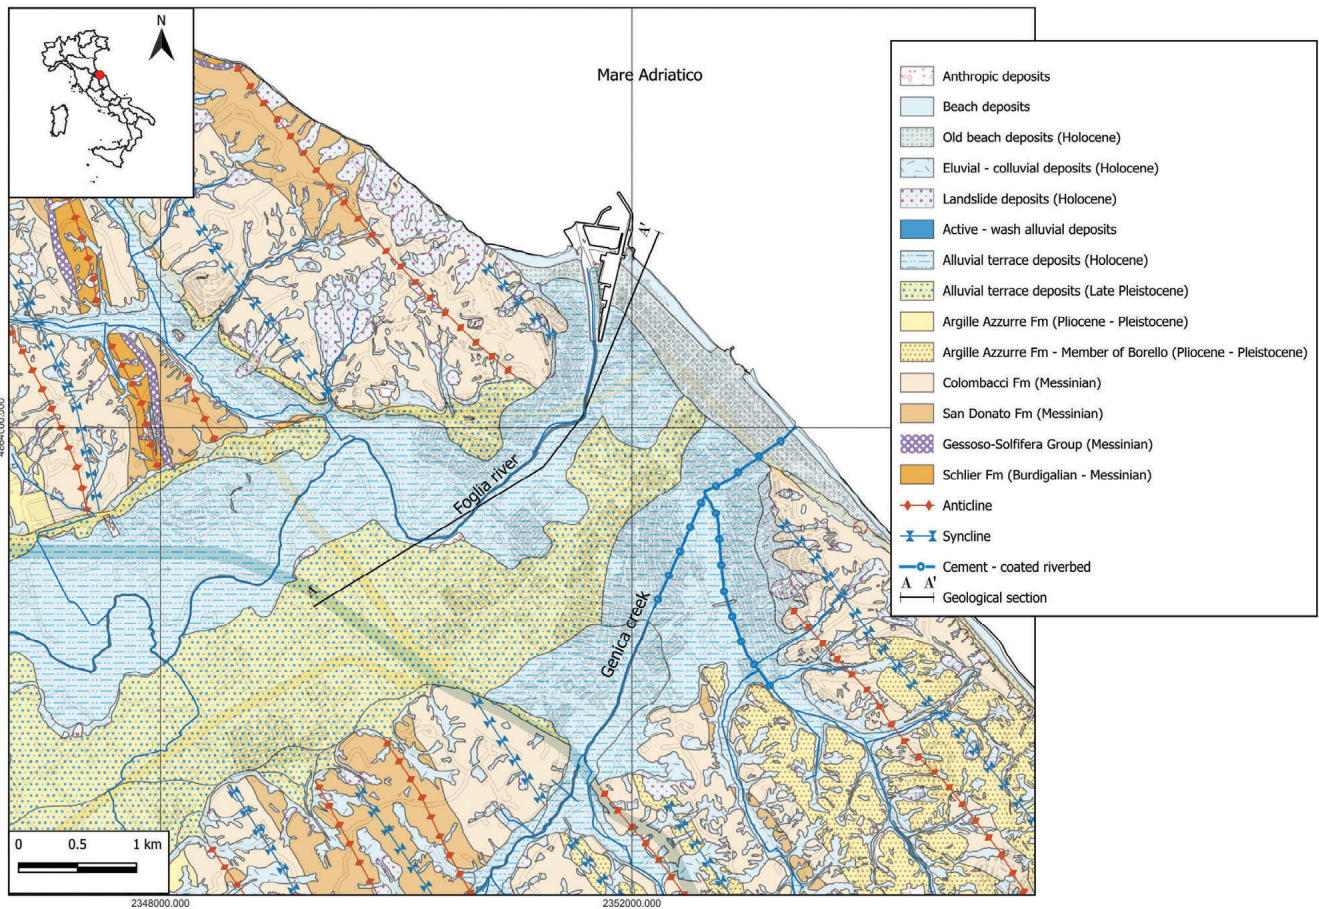 N
Mare Adriatico
A'
Foglia river
A
Genica creek
0 0.5 1 km
2348000.000
2352000.000
Anthropic deposits
Beach deposits
Old beach deposits (Holocene)
Eluvial - colluvial deposits (Holocene)
Landslide deposits (Holocene)
Active - wash alluvial deposits
Alluvial terrace deposits (Holocene)
Alluvial terrace deposits (Late Pleistocene)
Argille Azzurre Fm (Pliocene - Pleistocene)
Argille Azzurre Fm - Member of Borello (Pliocene - Pleistocene)
Colombacci Fm (Messinian)
San Donato Fm (Messinian)
Gessoso-Solfifera Group (Messinian)
Schlier Fm (Burdigalian - Messinian)
Anticline
Syncline
Cement - coated riverbed
A A'
Geological section